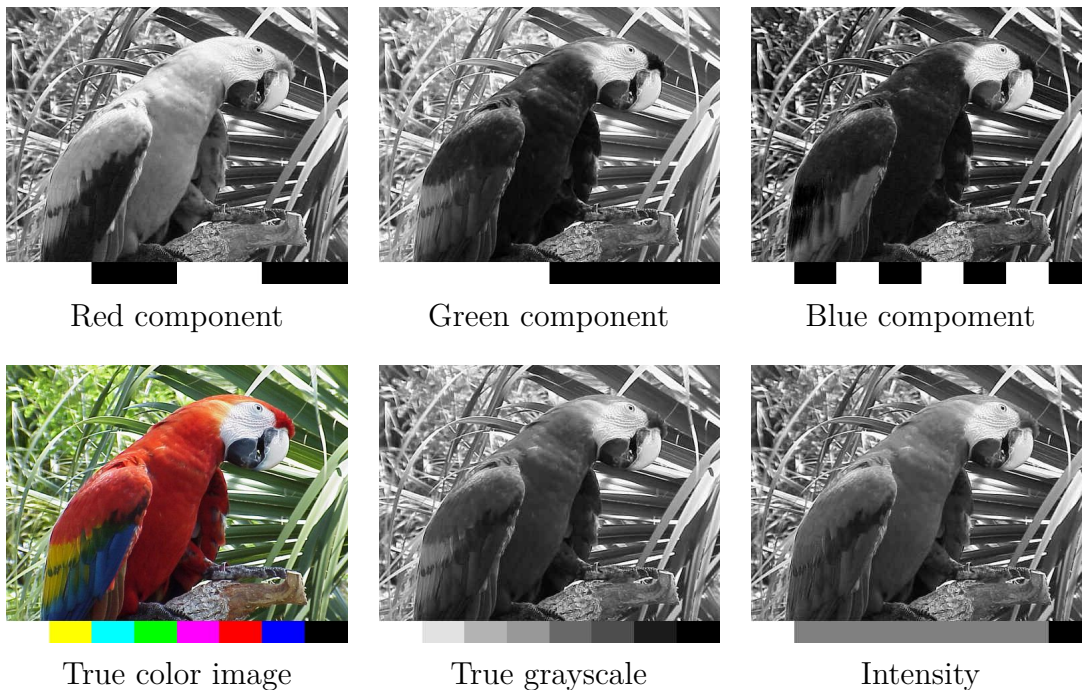 Red component
Green component
Blue compoment
True color image
True grayscale
Intensity